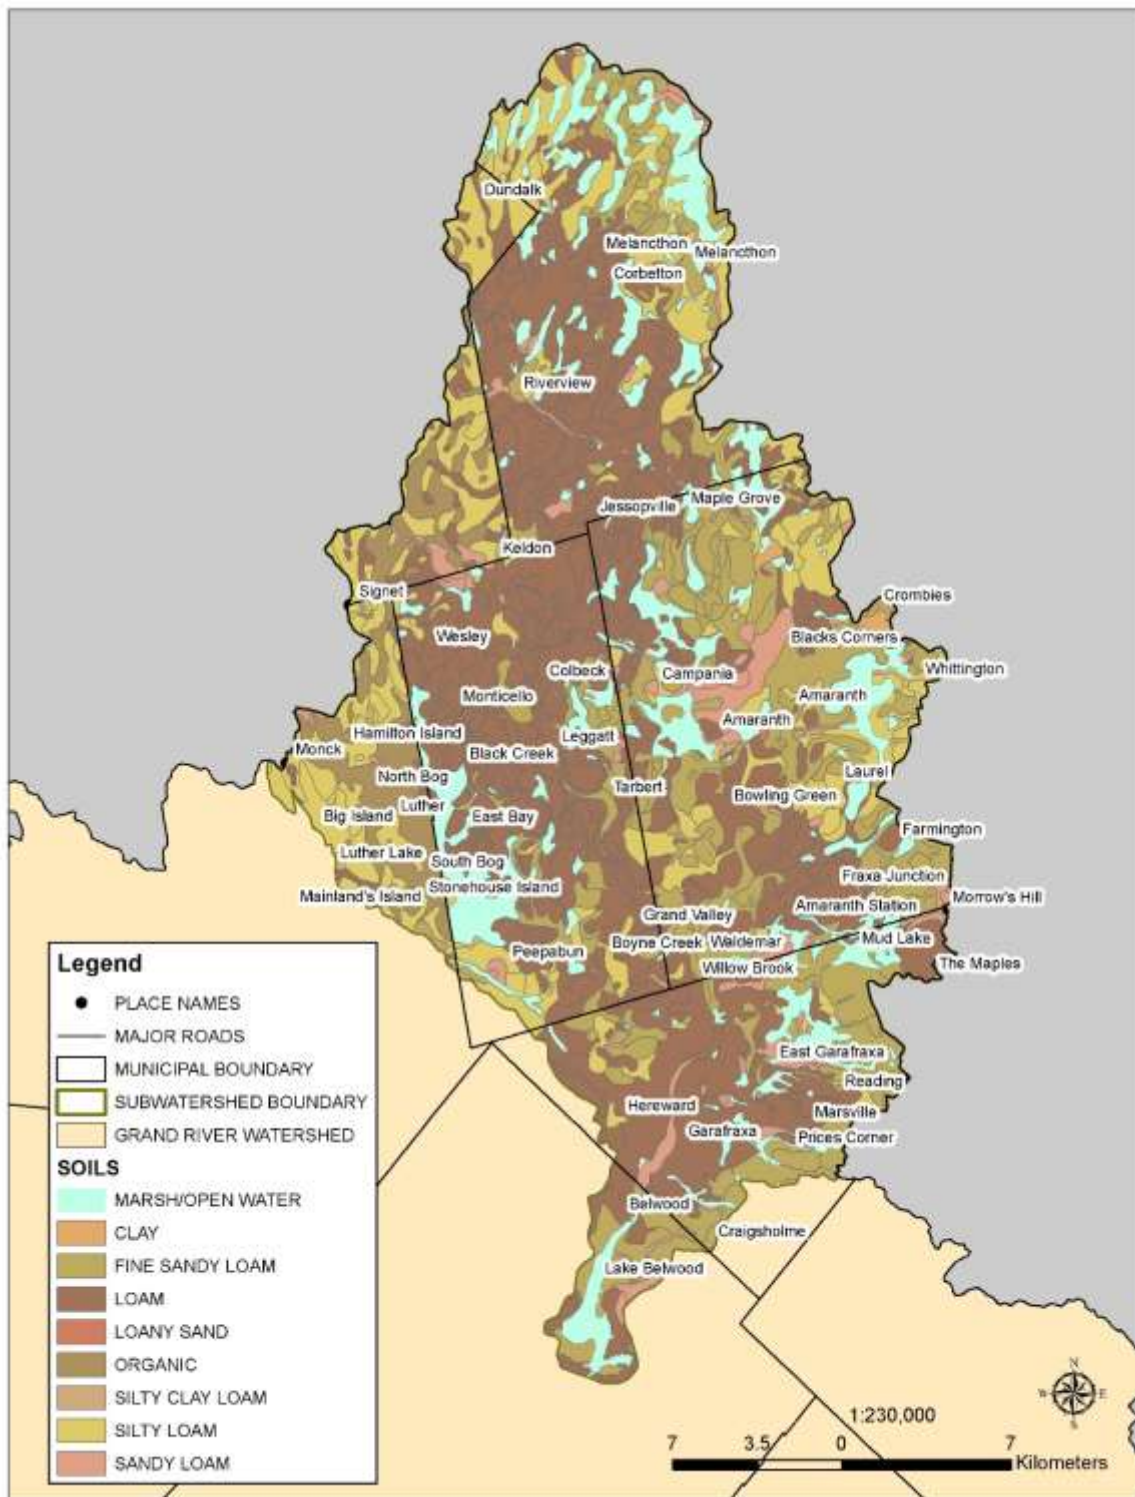 Dundalk
Melancthon
Melancthon
Corbetton
Riverview
Jessopville
Maple Grove
Keldon
Signet
Crombies
Wesley
Blacks Corners
Colbeck
Campania
Whittington
Monticello
Amaranth
Hamilton Island
Leggatt
Amaranth
Monck
Black Creek
North Bog
Tarbert
Laurel
Luther
Bowling Green
Big Island
East Bay
Farmington
Luther Lake
South Bog
Fraxa Junction
Stonehouse Island
Mainland's Island
Morrow's Hill
Amaranth Station
Grand Valley
Boyne Creek
Waldemar
Mud Lake
Peepabun
Willow Brook
The Maples
East Garafraxa
Reading
Hereward
Marsville
Garafraxa
Prices Corner
Belwood
Craigsholme
Lake Belwood
Legend
PLACE NAMES
MAJOR ROADS
MUNICIPAL BOUNDARY
SUBWATERSHED BOUNDARY
GRAND RIVER WATERSHED
SOILS
MARSH/OPEN WATER
CLAY
FINE SANDY LOAM
LOAM
LOANY SAND
ORGANIC
SILTY CLAY LOAM
SILTY LOAM
SANDY LOAM
N
W
E
S
1:230,000
7 3.5 0 7
Kilometers